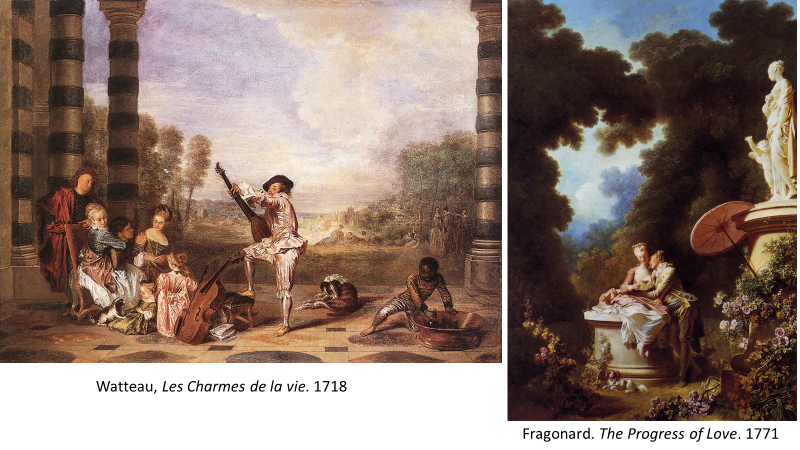 Watteau, Les Charmes de la vie. 1718
Fragonard. The Progress of Love. 1771